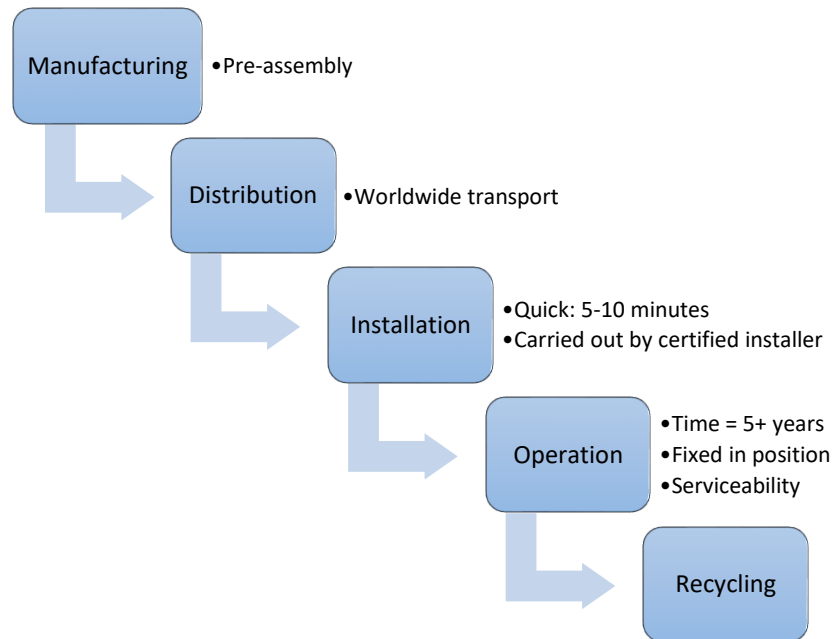 Manufacturing
•Pre-assembly
Distribution
•Worldwide transport
Installation
•Quick: 5-10 minutes
•Carried out by certified installer
Operation
•Time = 5+ years
•Fixed in position
•Serviceability
Recycling